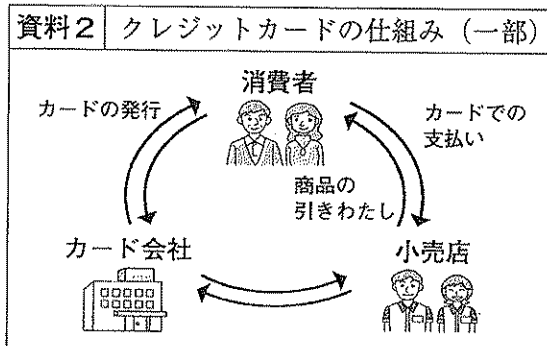 資料2 クレジットカードの仕組み（一部）
消費者
カードの発行
カードでの
支払い
商品の
引きわたし
カード会社
小売店